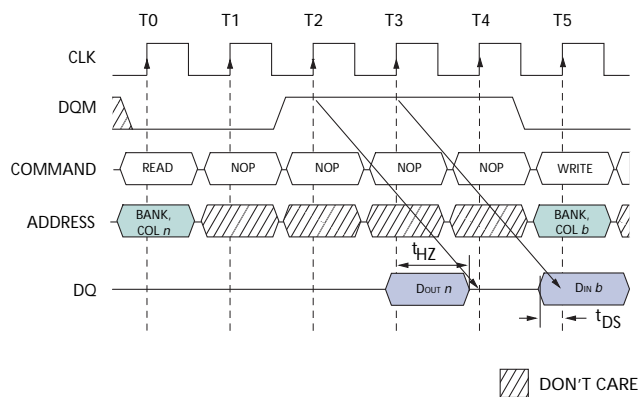 T0 T1 T2 T3 T4 T5
CLK
DQM
COMMAND READ NOP NOP NOP NOP WRITE
ADDRESS BANK, COL n BANK, COL b
tHZ
DQ DOUT n DIN b
tDS
DON'T CARE